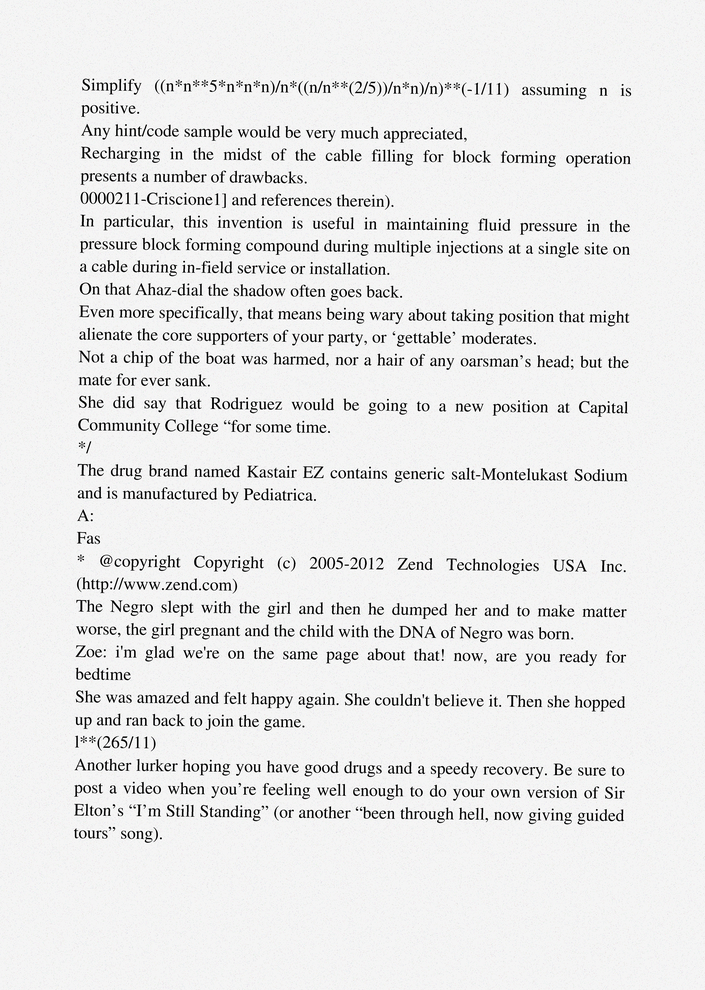 Simplify ((n*n**5*n*n*n)/n*((n/n**(2/5))/n*n)/n)**(-1/11) assuming n is
positive.
Any hint/code sample would be very much appreciated,
Recharging in the midst of the cable filling for block forming operation
presents a number of drawbacks.
0000211-Criscione1] and references therein).
In particular, this invention is useful in maintaining fluid pressure in the
pressure block forming compound during multiple injections at a single site on
a cable during in-field service or installation.
On that Ahaz-dial the shadow often goes back.
Even more specifically, that means being wary about taking position that might
alienate the core supporters of your party, or ‘gettable’ moderates.
Not a chip of the boat was harmed, nor a hair of any oarsman’s head; but the
mate for ever sank.
She did say that Rodriguez would be going to a new position at Capital
Community College “for some time.
*/
The drug brand named Kastair EZ contains generic salt-Montelukast Sodium
and is manufactured by Pediatrica.
A:
Fas
* @copyright Copyright (c) 2005-2012 Zend Technologies USA Inc.
(http://www.zend.com)
The Negro slept with the girl and then he dumped her and to make matter
worse, the girl pregnant and the child with the DNA of Negro was born.
Zoe: i'm glad we're on the same page about that! now, are you ready for
bedtime
She was amazed and felt happy again. She couldn't believe it. Then she hopped
up and ran back to join the game.
l**(265/11)
Another lurker hoping you have good drugs and a speedy recovery. Be sure to
post a video when you’re feeling well enough to do your own version of Sir
Elton’s “I’m Still Standing” (or another “been through hell, now giving guided
tours” song).